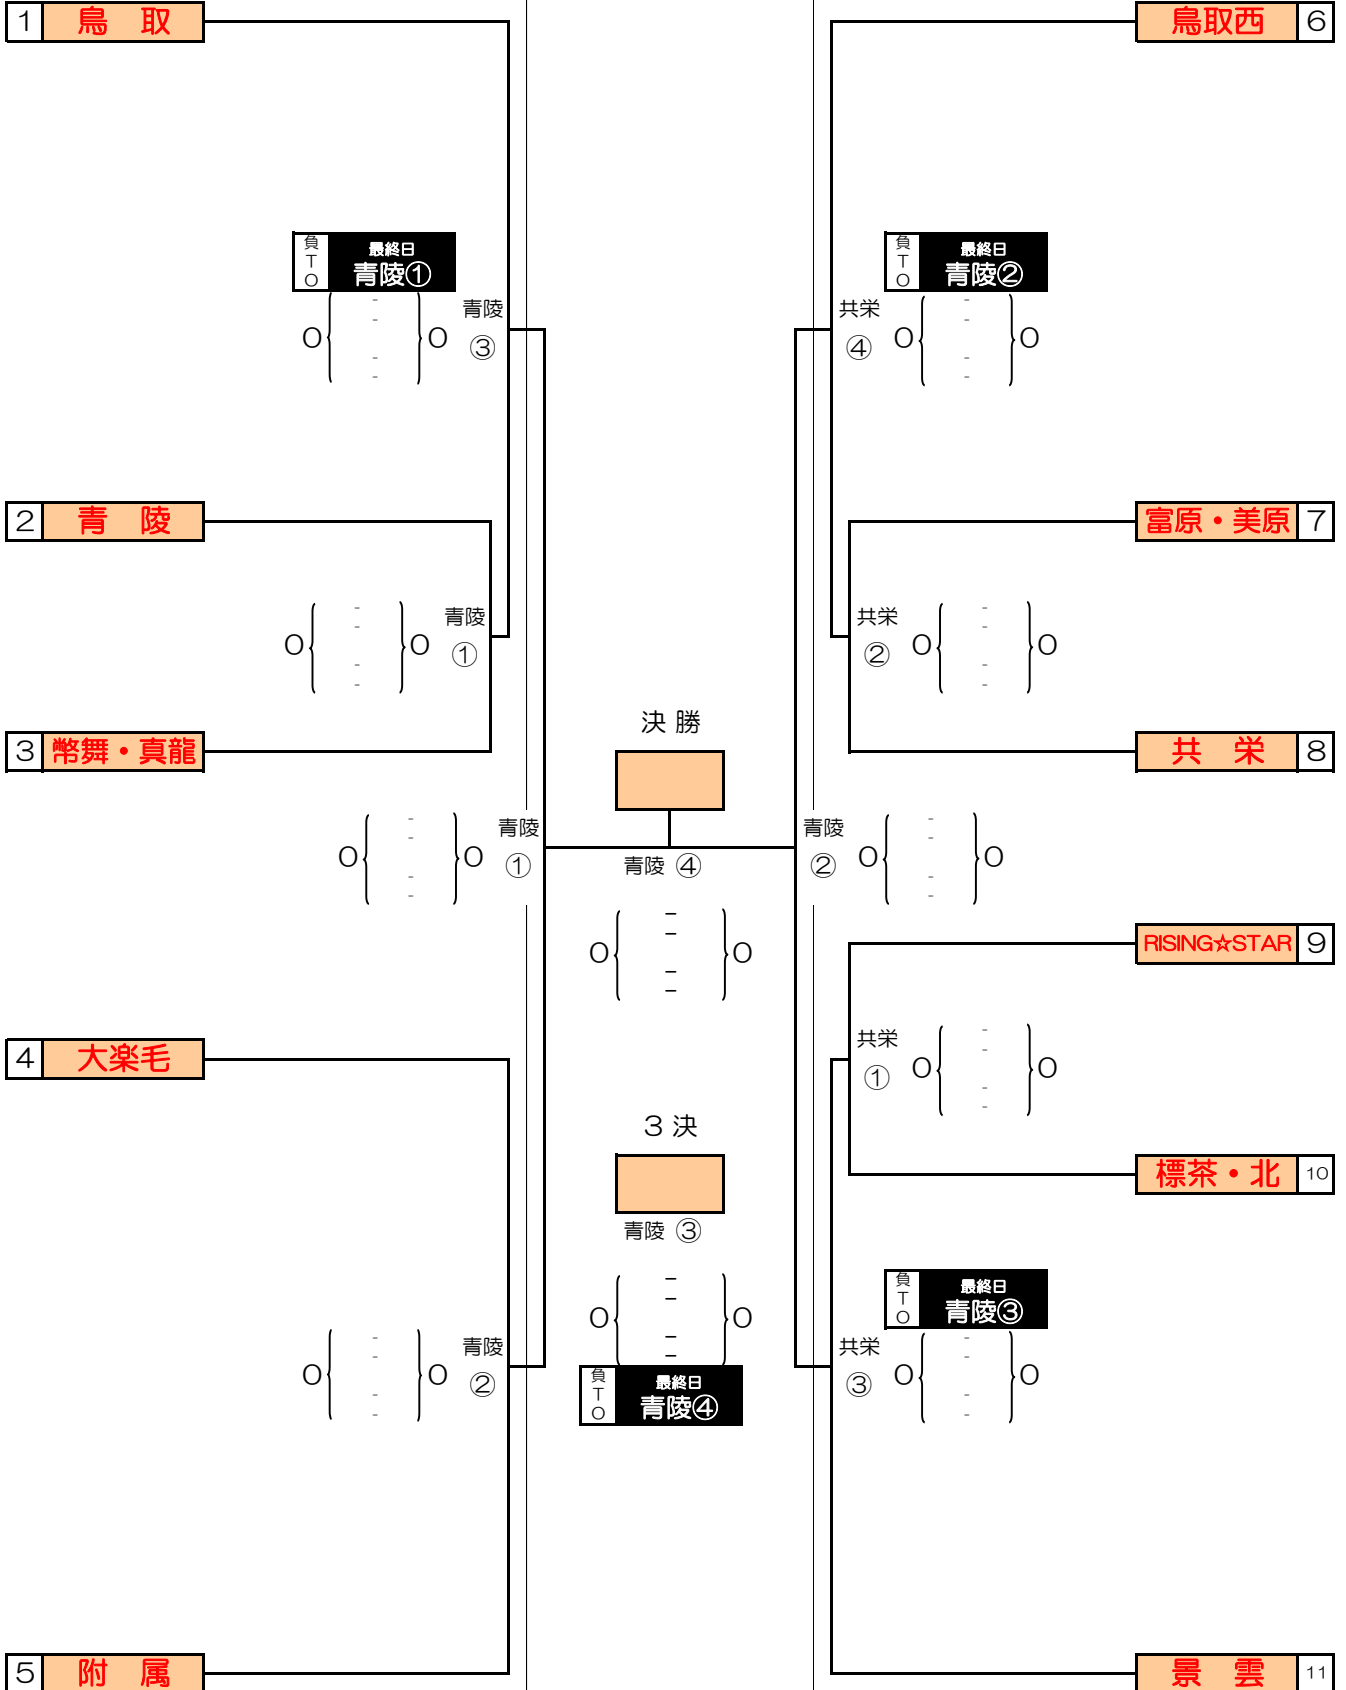 1 鳥 取
鳥取西 6
負TO 最終日 青陵①
負TO 最終日 青陵②
青陵 ③
0 - - - - 0
共栄 ④
0 - - - - 0
2 青 陵
富原・美原 7
青陵 ①
0 - - - - 0
共栄 ②
0 - - - - 0
3 幣舞・真龍
共 栄 8
決 勝
青陵 ①
0 - - - - 0
青陵 ④
0 - - - - 0
青陵 ②
0 - - - - 0
RISING☆STAR 9
4 大楽毛
共栄 ①
0 - - - - 0
標茶・北 10
3 決
青陵 ③
0 - - - - 0
負TO 最終日 青陵④
負TO 最終日 青陵③
青陵 ②
0 - - - - 0
共栄 ③
0 - - - - 0
5 附 属
景 雲 11